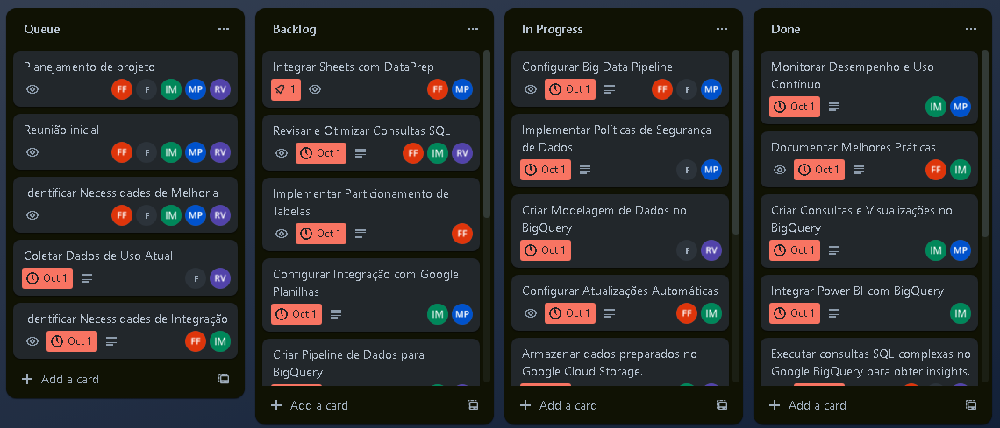 Queue
Planejamento de projeto
FF F IM MP RV
Reunião inicial
FF F IM MP RV
Identificar Necessidades de Melhoria
FF F IM MP RV
Coletar Dados de Uso Atual
Oct 1 F RV
Identificar Necessidades de Integração
Oct 1 FF IM
Add a card
Backlog
Integrar Sheets com DataPrep
1 FF MP
Revisar e Otimizar Consultas SQL
Oct 1 FF IM RV
Implementar Particionamento de
Tabelas
Oct 1 FF
Configurar Integração com Google
Planilhas
Oct 1 IM MP
Criar Pipeline de Dados para
BigQuery
Add a card
In Progress
Configurar Big Data Pipeline
Oct 1 FF F MP
Implementar Políticas de Segurança
de Dados
Oct 1 F MP
Criar Modelagem de Dados no
BigQuery
Oct 1 F RV
Configurar Atualizações Automáticas
Oct 1 FF IM
Armazenar dados preparados no
Google Cloud Storage.
Add a card
Done
Monitorar Desempenho e Uso
Contínuo
Oct 1 IM MP
Documentar Melhores Práticas
Oct 1 FF IM
Criar Consultas e Visualizações no
BigQuery
Oct 1 IM MP
Integrar Power BI com BigQuery
Oct 1 IM
Executar consultas SQL complexas no
Google BigQuery para obter insights.
Add a card